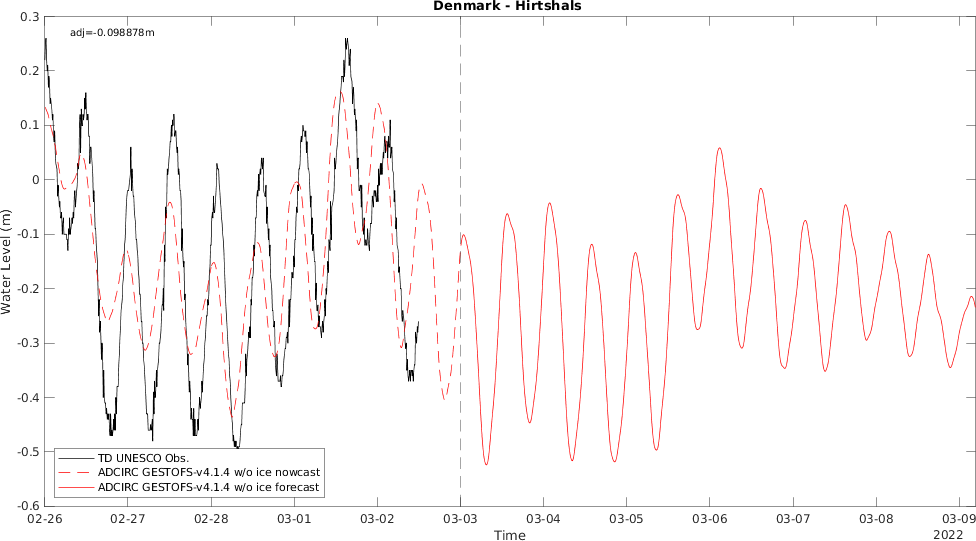 Denmark - Hirtshals
adj=-0.098878m
0.3
0.2
0.1
0
-0.1
-0.2
-0.3
-0.4
-0.5
-0.6
Water Level (m)
TD UNESCO Obs.
ADCIRC GESTOFS-v4.1.4 w/o ice nowcast
ADCIRC GESTOFS-v4.1.4 w/o ice forecast
02-26 02-27 02-28 03-01 03-02 03-03 03-04 03-05 03-06 03-07 03-08 03-09
Time
2022